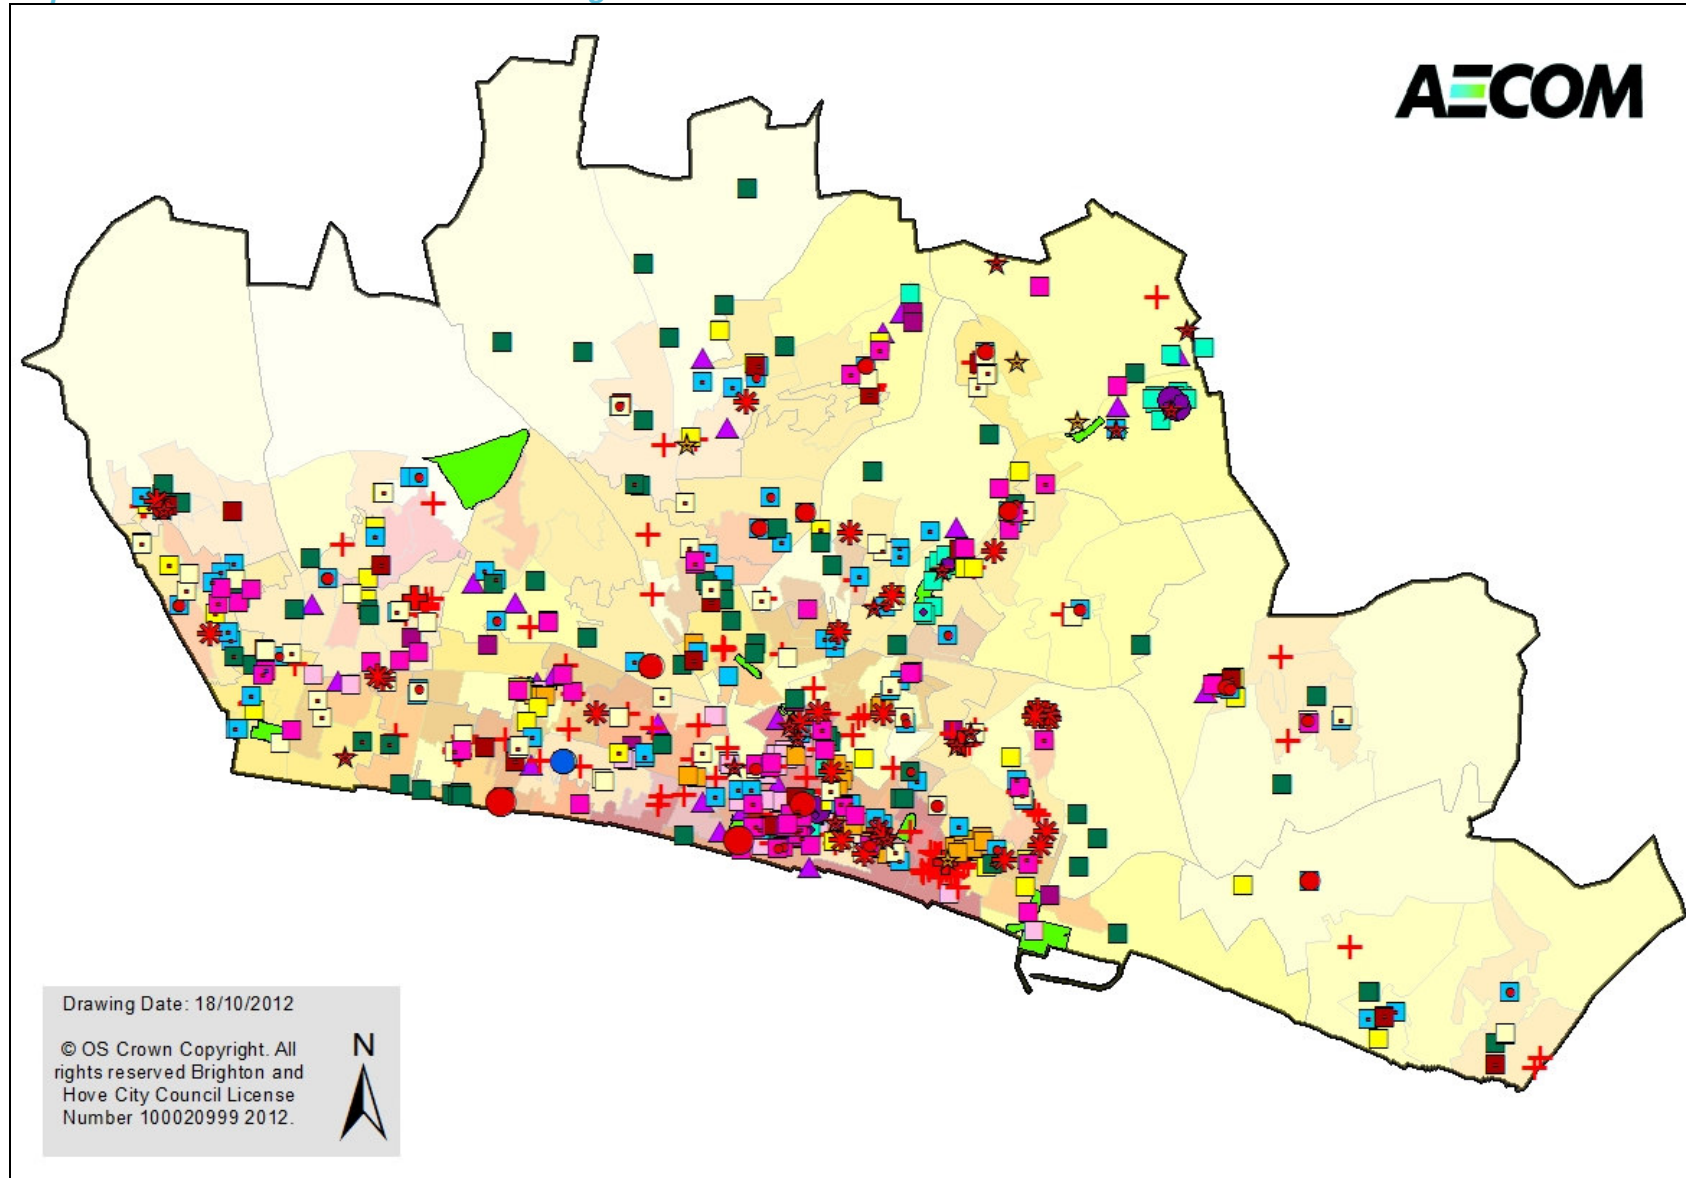 AECOM
Drawing Date: 18/10/2012
© OS Crown Copyright. All
rights reserved Brighton and
Hove City Council License
Number 100020999 2012.
N